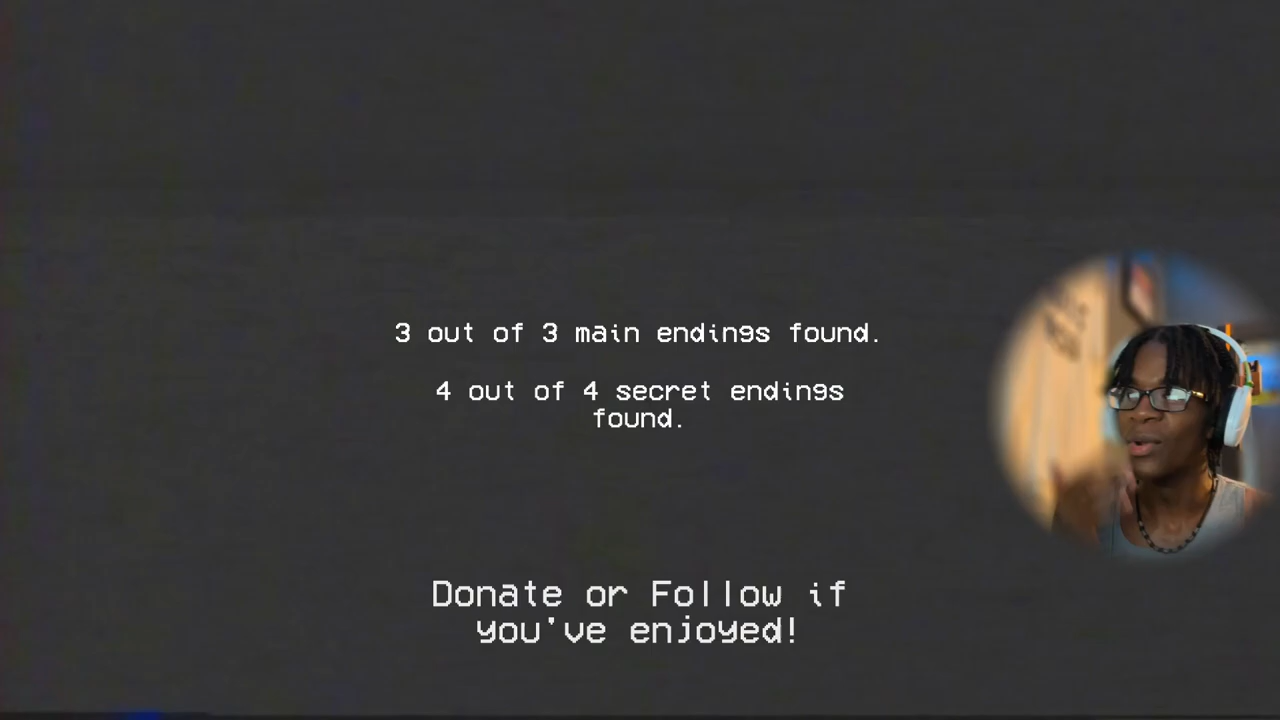 3 out of 3 main endings found.
4 out of 4 secret endings
found.
Donate or Follow if
you've enjoyed!